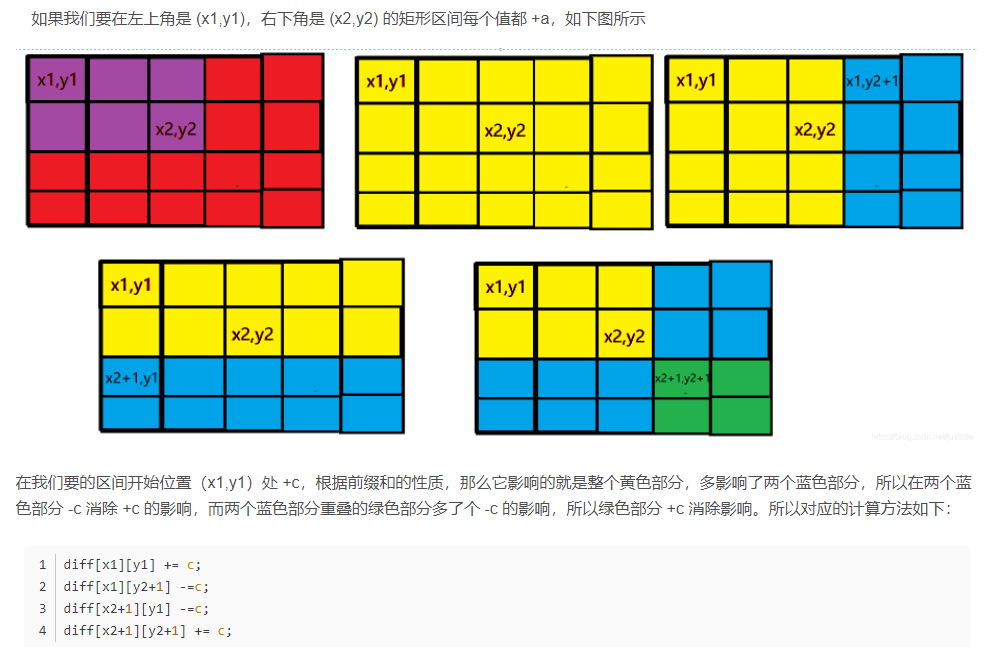 如果我们要在左上角是 (x1,y1)，右下角是 (x2,y2) 的矩形区间每个值都 +a，如下图所示
x1,y1
x2,y2
x1,y1
x2,y2
x1,y1
x1,y2+1
x2,y2
x1,y1
x2,y2
x2+1,y1
x1,y1
x2,y2
x2+1,y2+1
在我们要的区间开始位置（x1,y1）处 +c，根据前缀和的性质，那么它影响的就是整个黄色部分，多影响了两个蓝色部分，所以在两个蓝
色部分 -c 消除 +c 的影响，而两个蓝色部分重叠的绿色部分多了个 -c 的影响，所以绿色部分 +c 消除影响。所以对应的计算方法如下：
1 diff[x1][y1] += c;
2 diff[x1][y2+1] -=c;
3 diff[x2+1][y1] -=c;
4 diff[x2+1][y2+1] += c;